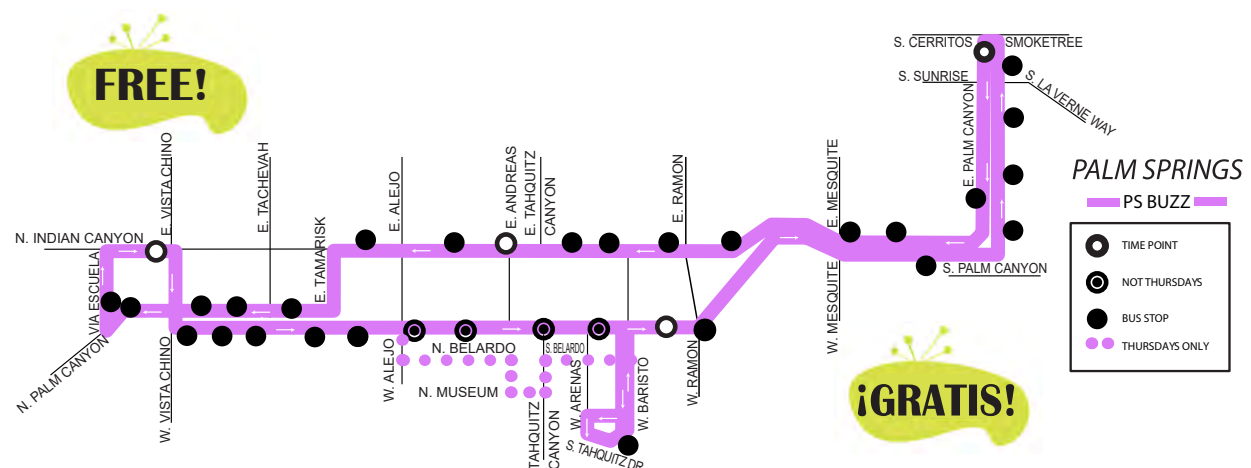 FREE!
S. CERRITOS
SMOKETREE
S. SUNRISE
S. LA VERNE WAY
E. PALM CANYON
E. VISTA CHINO
E. TACHEVAH
E. ALEJO
E. ANDREAS
E. TAHQUITZ
CANYON
E. RAMON
E. MESQUITE
PALM SPRINGS
PS BUZZ
N. INDIAN CANYON
E. TAMARISK
VIA ESCUELA
TIME POINT
NOT THURSDAYS
BUS STOP
THURSDAYS ONLY
S. PALM CANYON
W. MESQUITE
N. PALM CANYON
W. VISTA CHINO
W. ALEJO
N. BELARDO
S. BELARDO
N. MUSEUM
TAHQUITZ
CANYON
W. ARENAS
W. BARISTO
W. RAMON
S. TAHQUITZ DR
¡GRATIS!